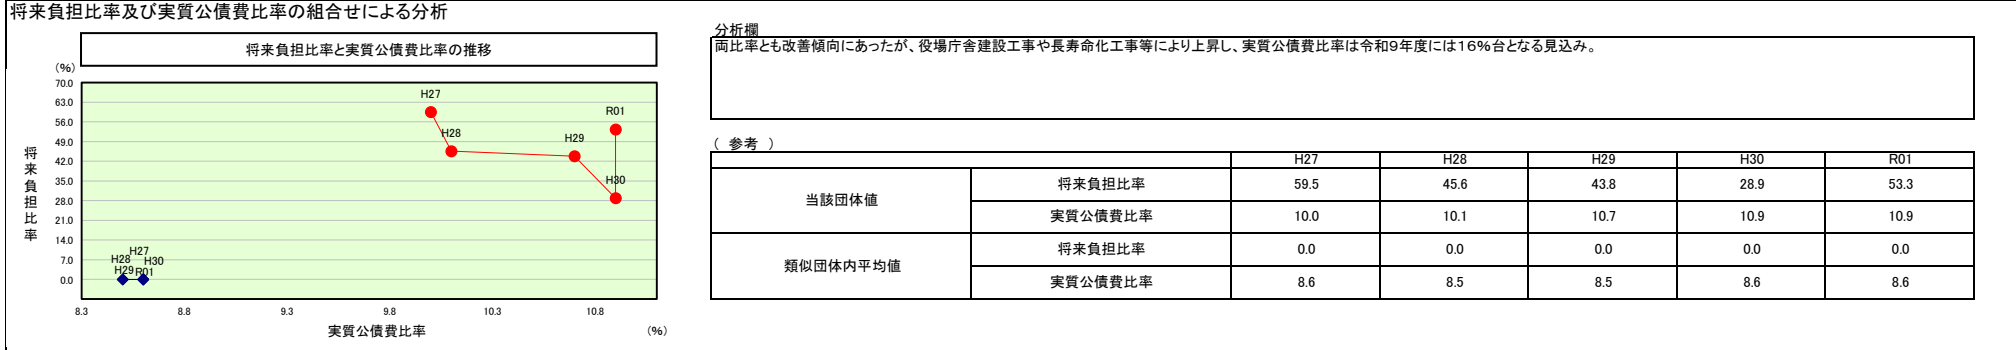 将来負担比率及び実質公債費比率の組合せによる分析
将来負担比率と実質公債費比率の推移
(%)
70.0
63.0
56.0
49.0
42.0
35.0
28.0
21.0
14.0
7.0
0.0
将来負担比率
H27
H28
H29
H30
R01
H27
H28
H30
H29
R01
8.3 8.8 9.3 9.8 10.3 10.8
実質公債費比率
(%)
分析欄
両比率とも改善傾向にあったが、役場庁舎建設工事や長寿命化工事等により上昇し、実質公債費比率は令和9年度には16%台となる見込み。
( 参考 )
H27 H28 H29 H30 R01
当該団体値
将来負担比率 59.5 45.6 43.8 28.9 53.3
実質公債費比率 10.0 10.1 10.7 10.9 10.9
類似団体内平均値
将来負担比率 0.0 0.0 0.0 0.0 0.0
実質公債費比率 8.6 8.5 8.5 8.6 8.6